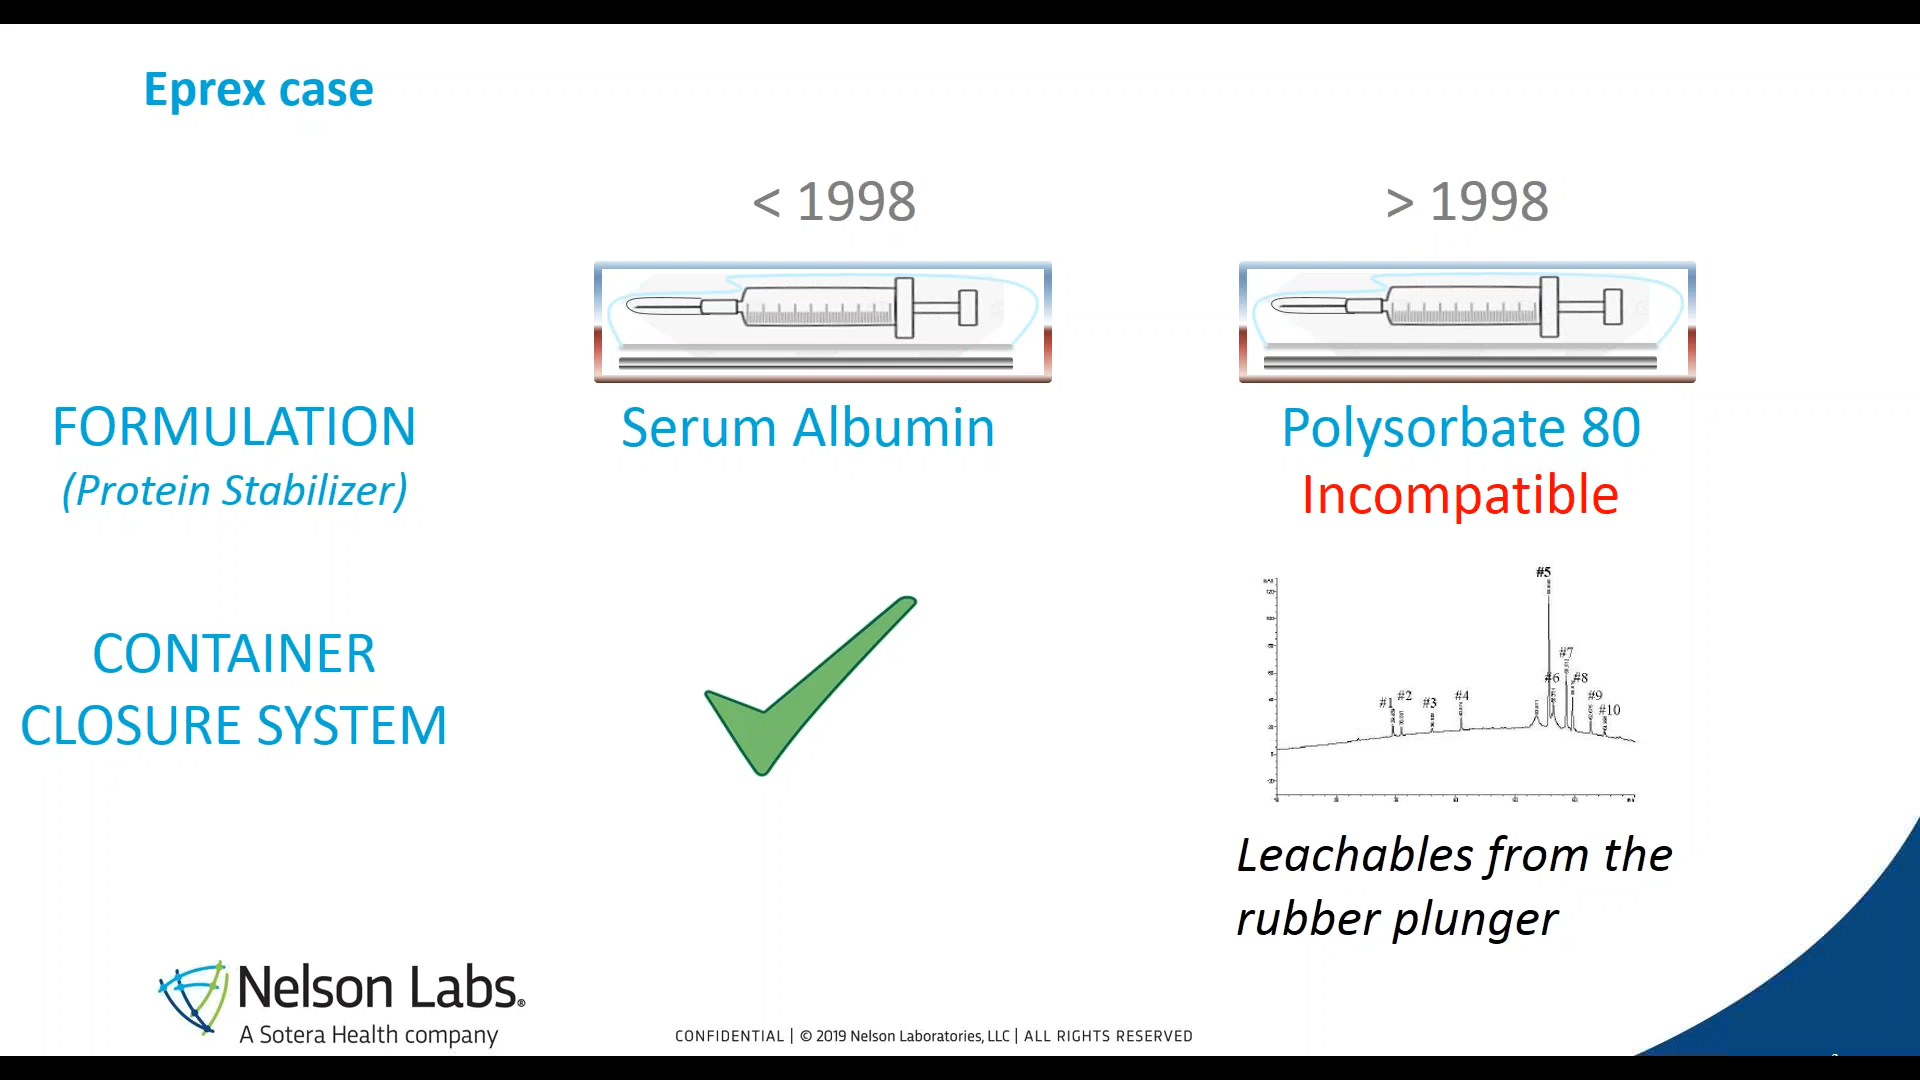 Eprex case
< 1998
> 1998
FORMULATION
(Protein Stabilizer)
Serum Albumin
Polysorbate 80
Incompatible
CONTAINER
CLOSURE SYSTEM
#1
#2
#3
#4
#5
#6
#7
#8
#9
#10
Leachables from the
rubber plunger
Nelson Labs®
A Sotera Health company
CONFIDENTIAL | © 2019 Nelson Laboratories, LLC | ALL RIGHTS RESERVED